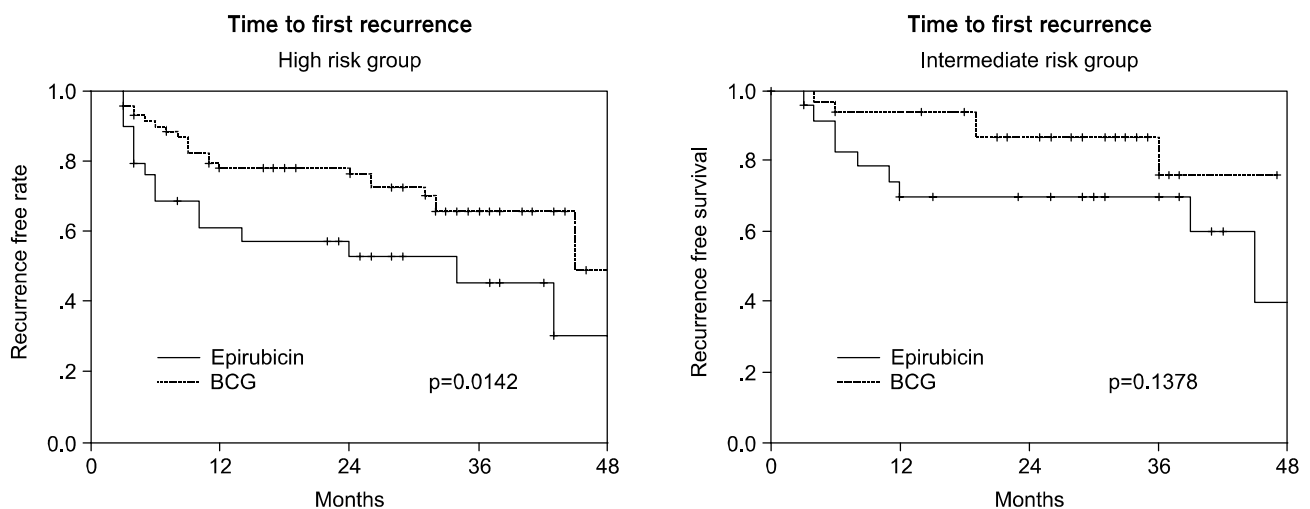 Time to first recurrence
High risk group
Recurrence free rate
1.0
.8
.6
.4
.2
0.0
Epirubicin
BCG
p=0.0142
0 12 24 36 48
Months
Time to first recurrence
Intermediate risk group
Recurrence free survival
1.0
.8
.6
.4
.2
0.0
Epirubicin
BCG
p=0.1378
0 12 24 36 48
Months